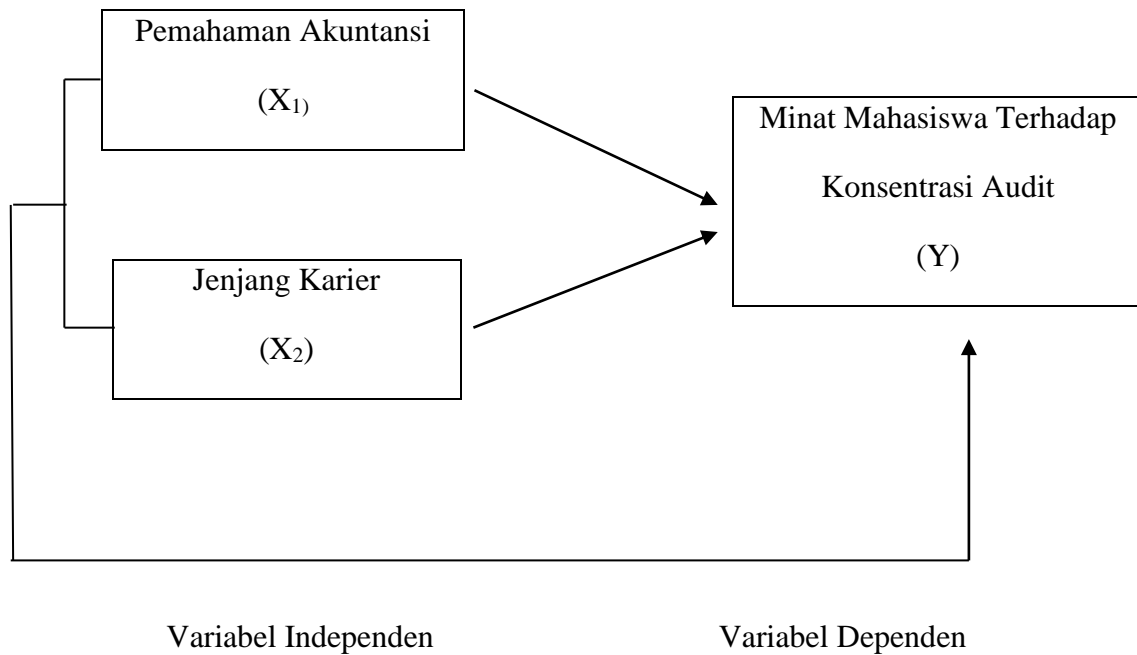 Pemahaman Akuntansi
(X₁₎
Jenjang Karier
(X₂)
Minat Mahasiswa Terhadap
Konsentrasi Audit
(Y)
Variabel Independen
Variabel Dependen